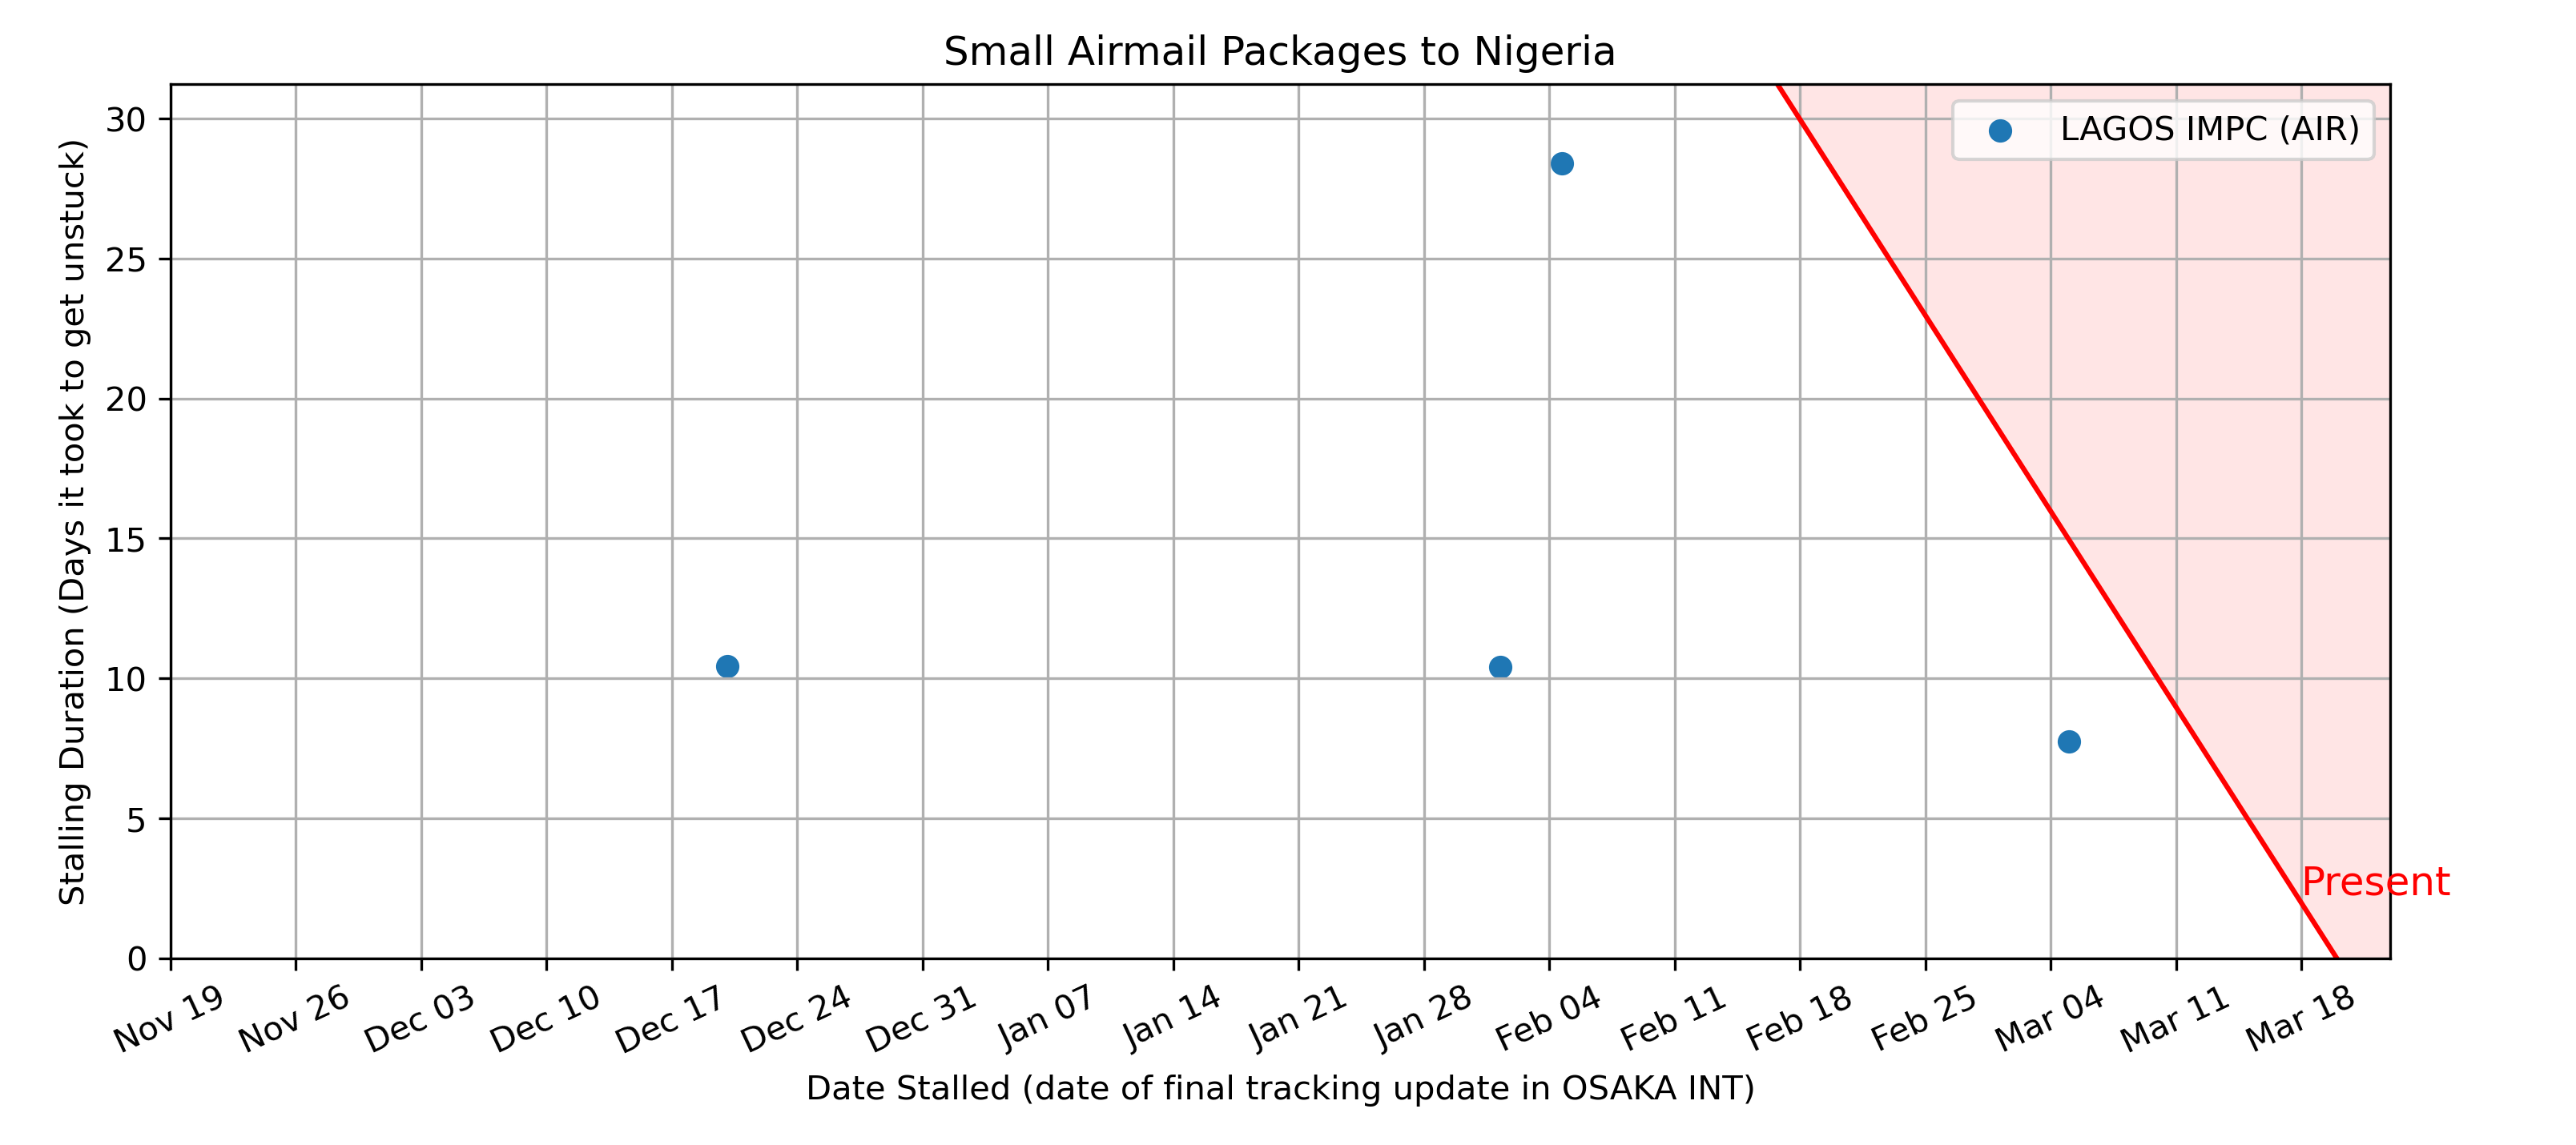 Small Airmail Packages to Nigeria
LAGOS IMPC (AIR)
Stalling Duration (Days it took to get unstuck)
30
25
20
15
10
5
0
Present
Nov 19
Nov 26
Dec 03
Dec 10
Dec 17
Dec 24
Dec 31
Jan 07
Jan 14
Jan 21
Jan 28
Feb 04
Feb 11
Feb 18
Feb 25
Mar 04
Mar 11
Mar 18
Date Stalled (date of final tracking update in OSAKA INT)